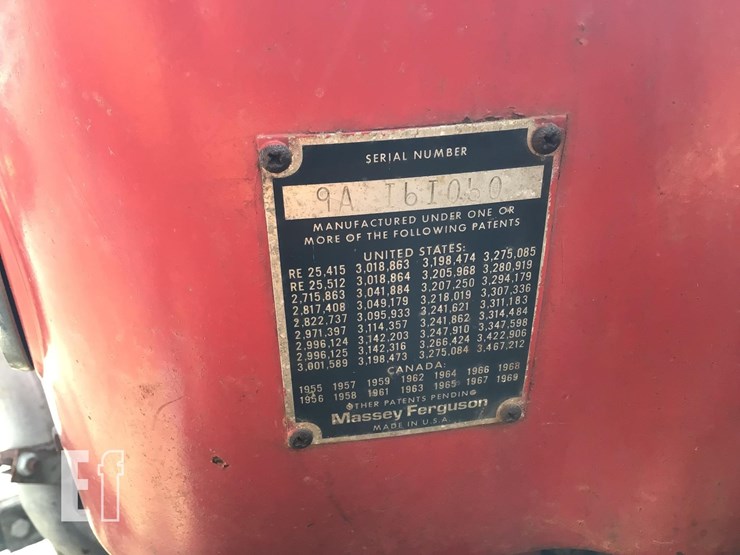 SERIAL NUMBER
9A I6I060
MANUFACTURED UNDER ONE OR
MORE OF THE FOLLOWING PATENTS
UNITED STATES:
RE 25,415 3,018,863 3,198,474 3,275,085
RE 25,512 3,018,864 3,205,968 3,280,919
2,715,863 3,041,884 3,207,250 3,294,179
2,817,408 3,049,179 3,218,019 3,307,336
2,822,737 3,095,933 3,241,621 3,311,183
2,971,397 3,114,357 3,241,862 3,314,484
2,996,124 3,142,203 3,247,910 3,347,598
2,996,125 3,142,316 3,266,424 3,422,906
3,001,589 3,198,473 3,275,084 3,467,212
CANADA:
1955 1957 1959 1962 1964 1966 1968
1956 1958 1961 1963 1965 1967 1969
OTHER PATENTS PENDING
Massey Ferguson
MADE IN U.S.A.
Ef